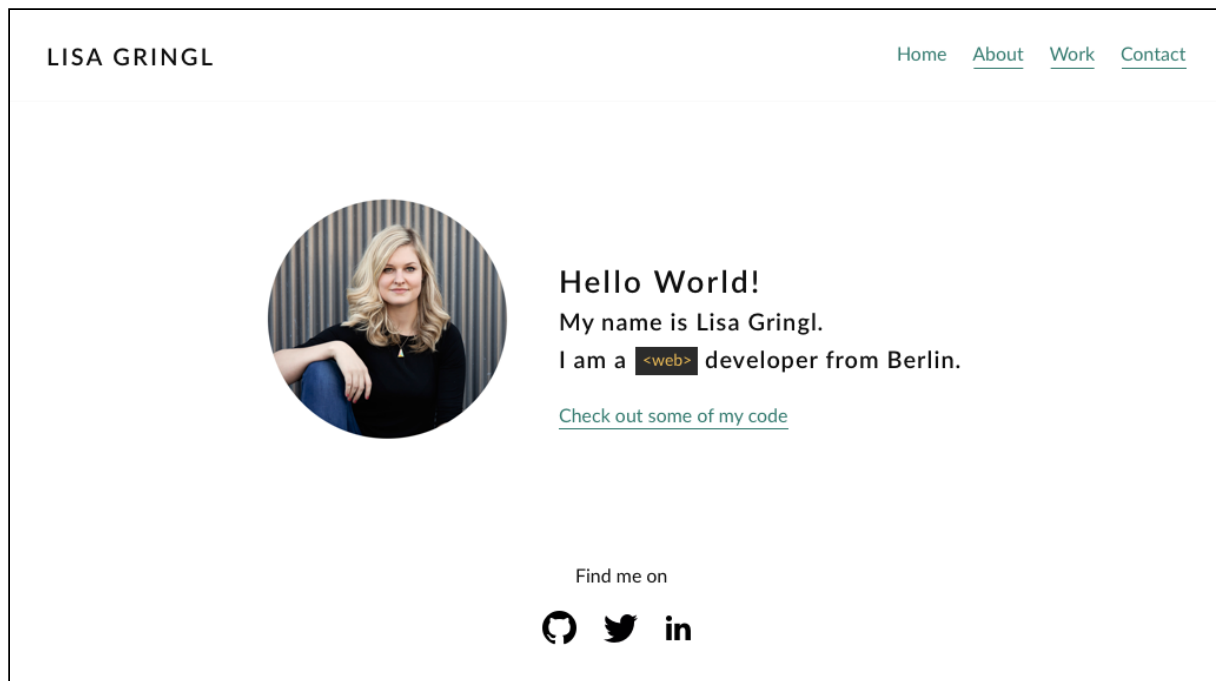 LISA GRINGL
Home About Work Contact
Hello World!
My name is Lisa Gringl.
I am a <web> developer from Berlin.
Check out some of my code
Find me on
in